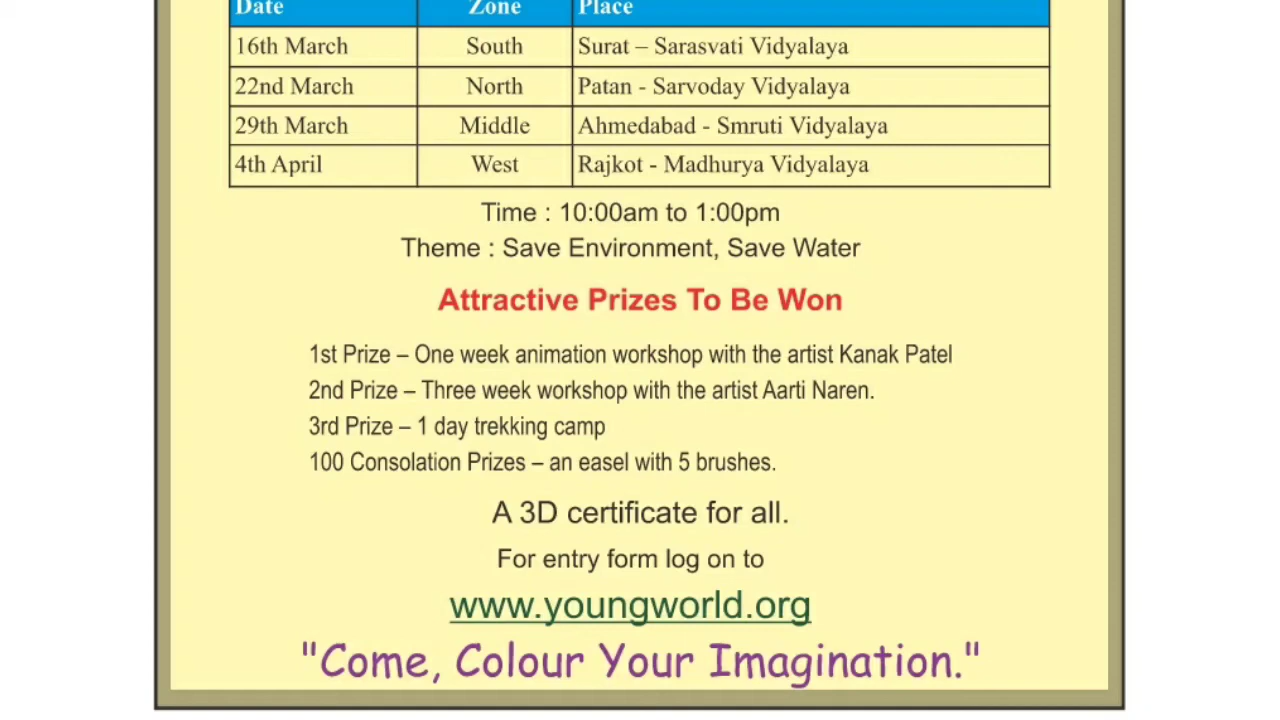 Date Zone Place
16th March South Surat – Sarasvati Vidyalaya
22nd March North Patan - Sarvoday Vidyalaya
29th March Middle Ahmedabad - Smruti Vidyalaya
4th April West Rajkot - Madhurya Vidyalaya
Time : 10:00am to 1:00pm
Theme : Save Environment, Save Water
Attractive Prizes To Be Won
1st Prize – One week animation workshop with the artist Kanak Patel
2nd Prize – Three week workshop with the artist Aarti Naren.
3rd Prize – 1 day trekking camp
100 Consolation Prizes – an easel with 5 brushes.
A 3D certificate for all.
For entry form log on to
www.youngworld.org
"Come, Colour Your Imagination."